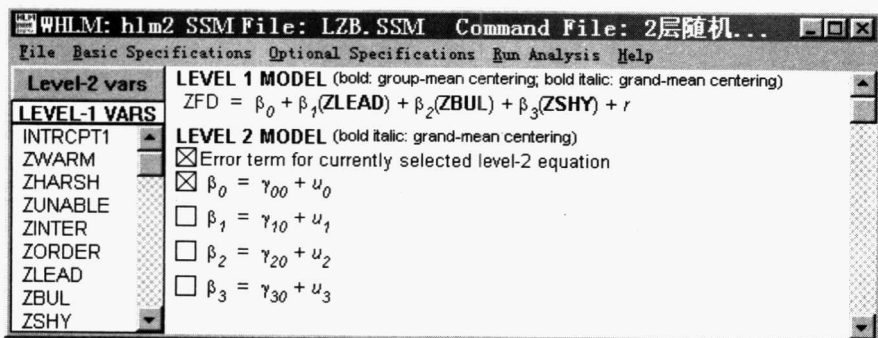 WHLM: hlm2 SSM File: LZB.SSM Command File: 2层随机...
File Basic Specifications Optional Specifications Run Analysis Help
Level-2 vars
LEVEL-1 VARS
INTRCPT1
ZWARM
ZHARSH
ZUNABLE
ZINTER
ZORDER
ZLEAD
ZBUL
ZSHY
LEVEL 1 MODEL (bold: group-mean centering; bold italic: grand-mean centering)
ZFD = β0 + β1(ZLEAD) + β2(ZBUL) + β3(ZSHY) + r
LEVEL 2 MODEL (bold italic: grand-mean centering)
Error term for currently selected level-2 equation
β0 = γ00 + u0
β1 = γ10 + u1
β2 = γ20 + u2
β3 = γ30 + u3